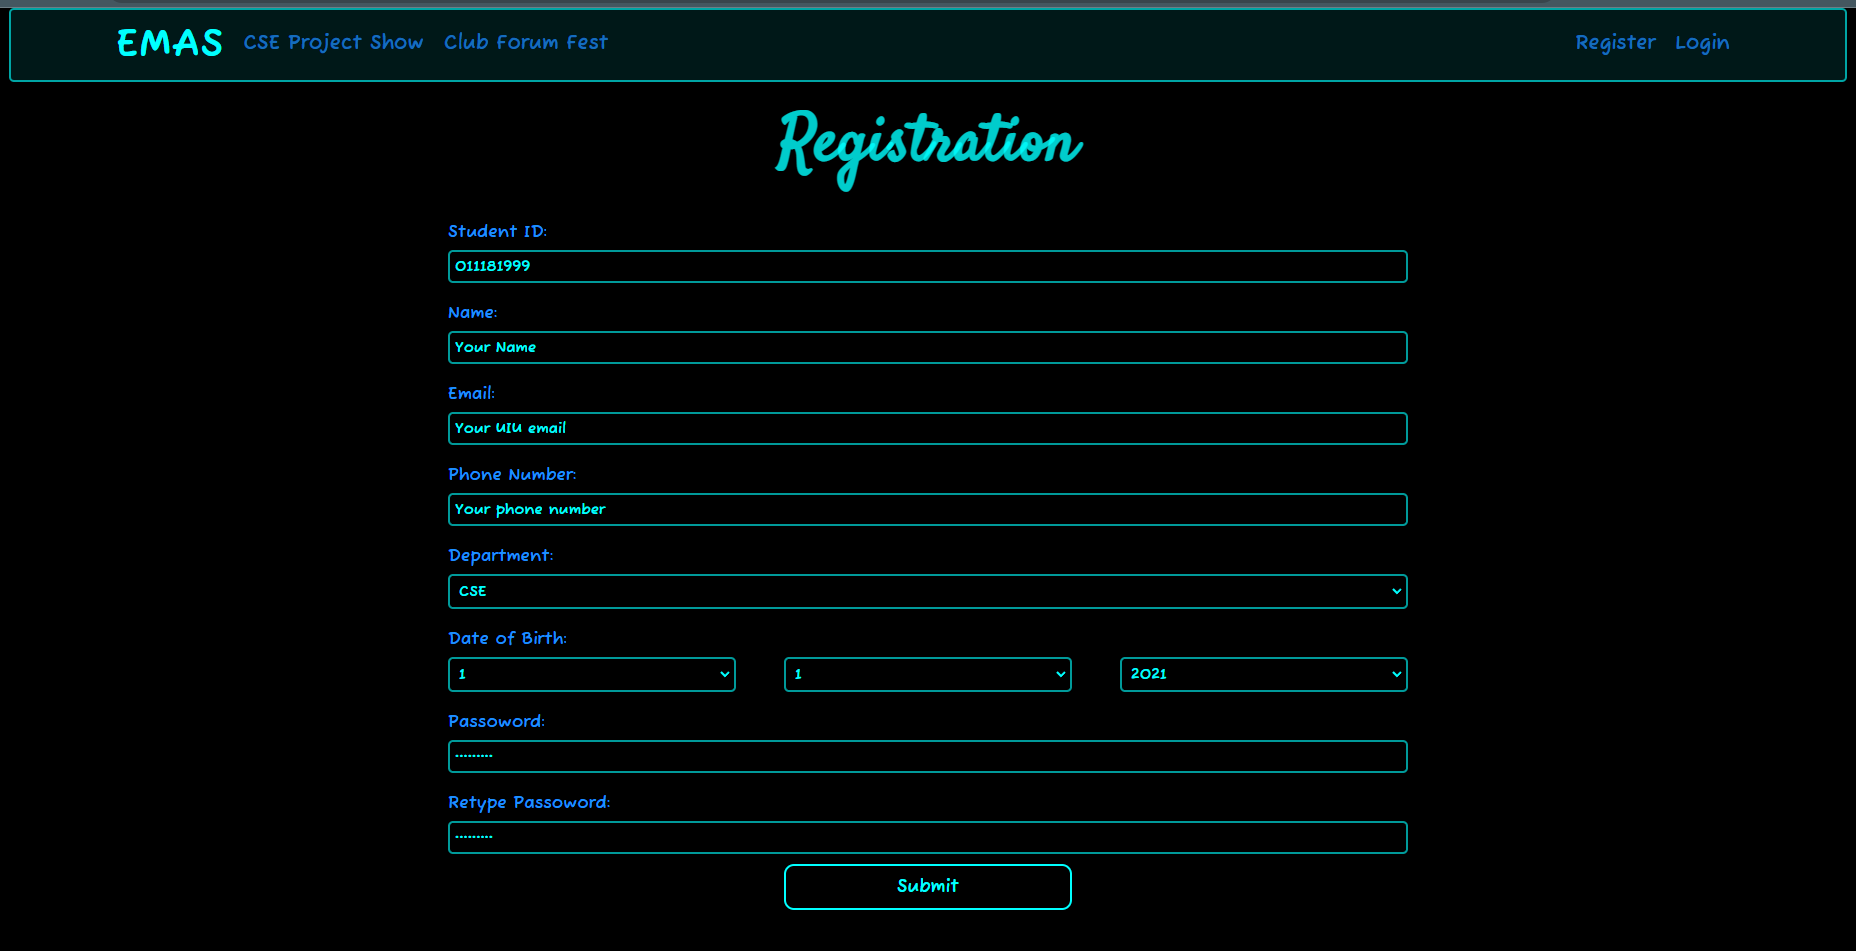 EMAS CSE Project Show Club Forum Fest Register Login
Registration
Student ID:
011181999
Name:
Your Name
Email:
Your UIU email
Phone Number:
Your phone number
Department:
CSE
Date of Birth:
1 1 2021
Passoword:
·········
Retype Passoword:
·········
Submit